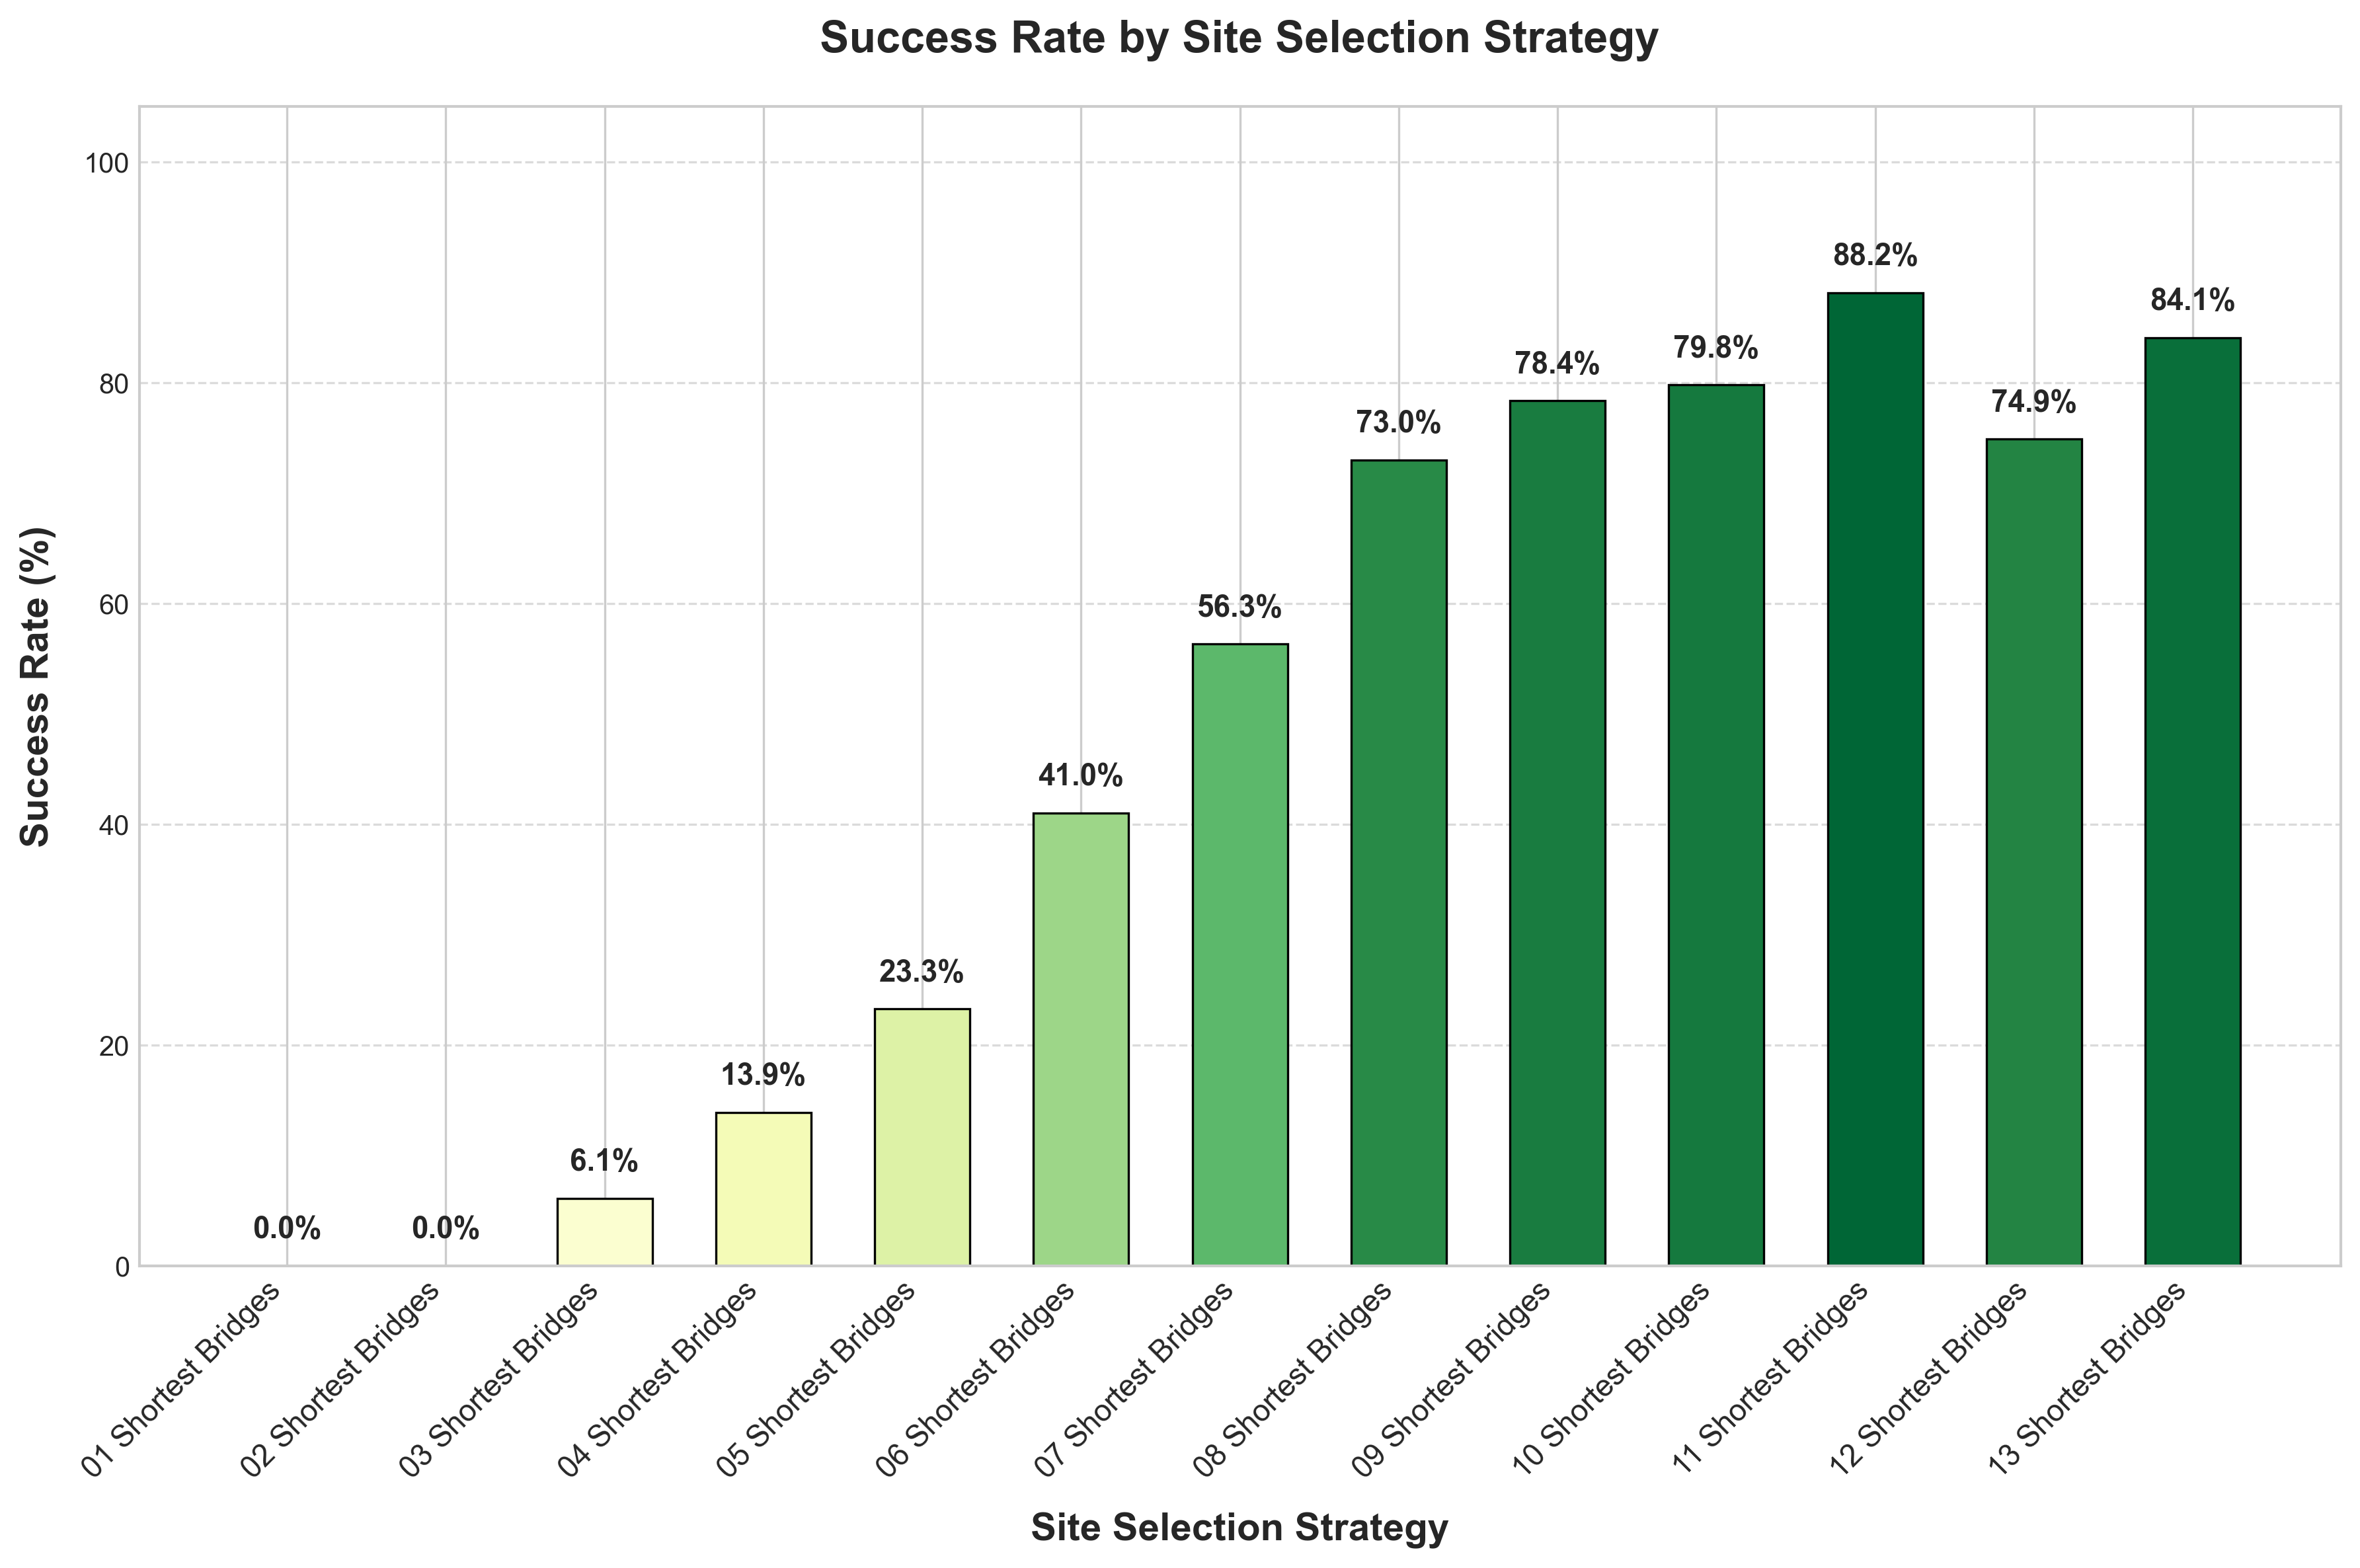 Success Rate by Site Selection Strategy
Success Rate (%)
100
80
60
40
20
0
0.0%
0.0%
6.1%
13.9%
23.3%
41.0%
56.3%
73.0%
78.4%
79.8%
88.2%
74.9%
84.1%
01 Shortest Bridges
02 Shortest Bridges
03 Shortest Bridges
04 Shortest Bridges
05 Shortest Bridges
06 Shortest Bridges
07 Shortest Bridges
08 Shortest Bridges
09 Shortest Bridges
10 Shortest Bridges
11 Shortest Bridges
12 Shortest Bridges
13 Shortest Bridges
Site Selection Strategy